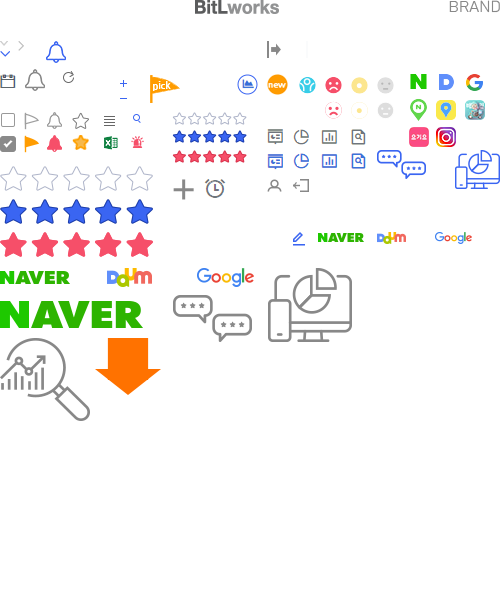 BitLworks BRAND
pick
new
N D G
N
요기요
NAVER Daum Google
NAVER Daum Google
NAVER